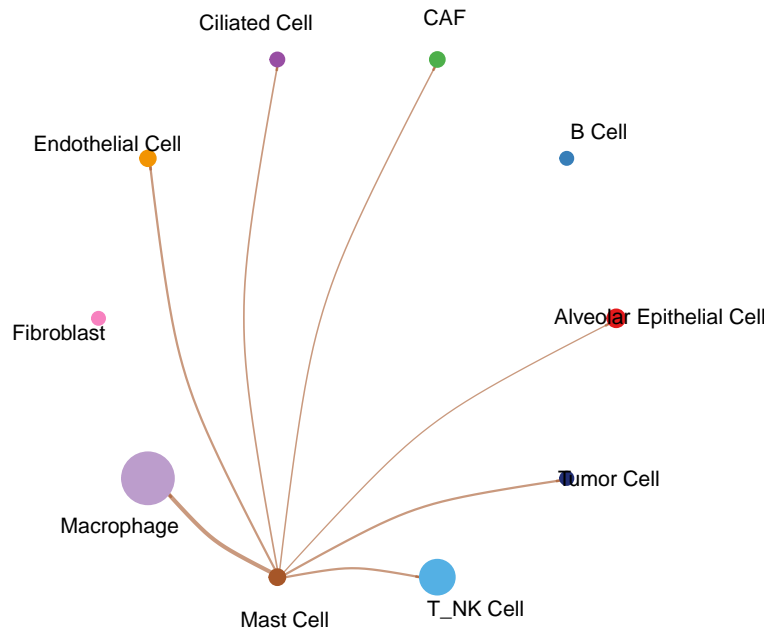 CAF
Ciliated Cell
B Cell
Endothelial Cell
Alveolar Epithelial Cell
Fibroblast
Tumor Cell
Macrophage
T_NK Cell
Mast Cell